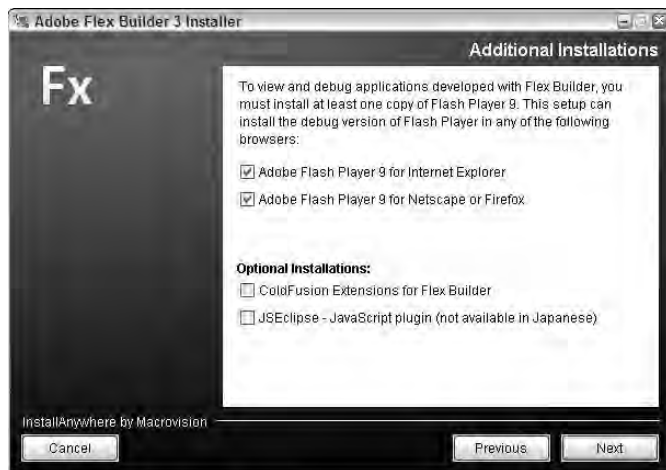 Adobe Flex Builder 3 Installer
Additional Installations
Fx
To view and debug applications developed with Flex Builder, you
must install at least one copy of Flash Player 9. This setup can
install the debug version of Flash Player in any of the following
browsers:
Adobe Flash Player 9 for Internet Explorer
Adobe Flash Player 9 for Netscape or Firefox
Optional Installations:
ColdFusion Extensions for Flex Builder
JSEclipse - JavaScript plugin (not available in Japanese)
InstallAnywhere by Macrovision
Cancel
Previous
Next